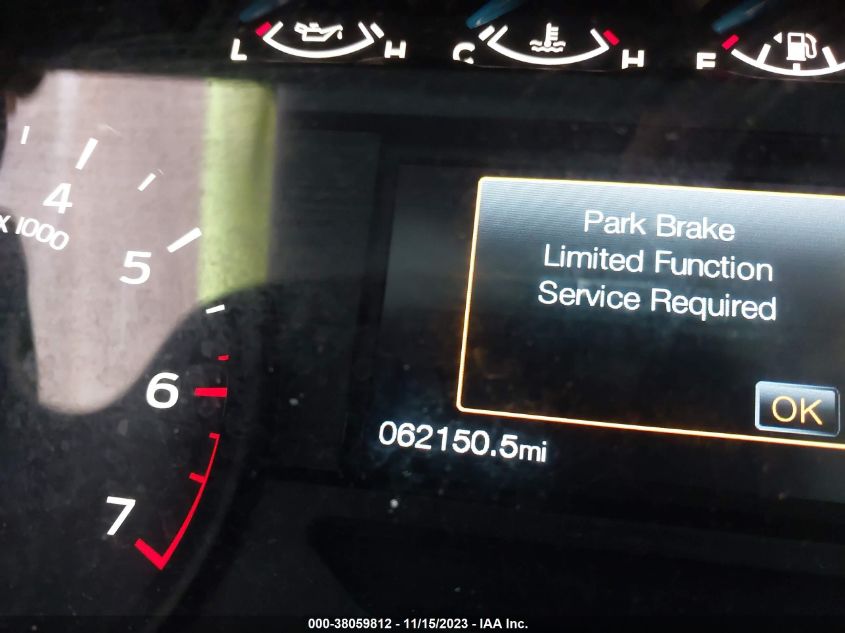 L H C H E
4
x 1000
5
6
7
Park Brake
Limited Function
Service Required
OK
062150.5mi
000-38059812 - 11/15/2023 - IAA Inc.